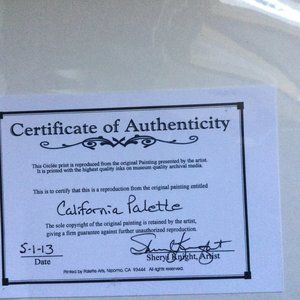 Certificate of Authenticity
This Giclée print is reproduced from the original Painting presented by the artist.
It is printed with the highest quality inks on museum quality archival media.
This is to certify that this is a reproduction from the original painting entitled
California Palette
The sole copyright of the original painting is retained by the artist,
giving a firm guarantee against further unauthorized reproduction.
5-1-13
Date
Sheryl Knight, Artist
Printed by Palette Arts, Nipomo, CA 93444 All rights reserved.